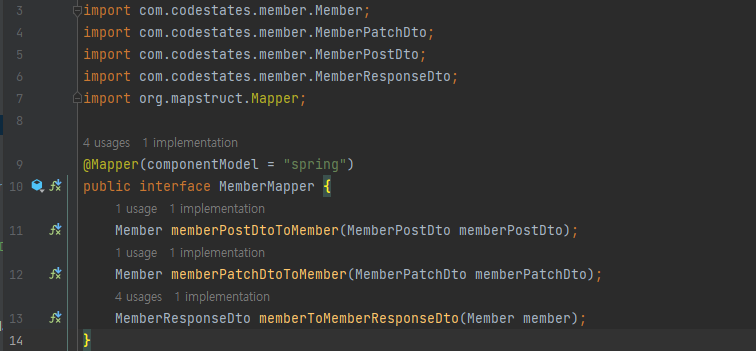 3 import com.codestates.member.Member;
4 import com.codestates.member.MemberPatchDto;
5 import com.codestates.member.MemberPostDto;
6 import com.codestates.member.MemberResponseDto;
7 import org.mapstruct.Mapper;
8
4 usages 1 implementation
9 @Mapper(componentModel = "spring")
10 public interface MemberMapper {
1 usage 1 implementation
11 Member memberPostDtoToMember(MemberPostDto memberPostDto);
1 usage 1 implementation
12 Member memberPatchDtoToMember(MemberPatchDto memberPatchDto);
4 usages 1 implementation
13 MemberResponseDto memberToMemberResponseDto(Member member);
14 }